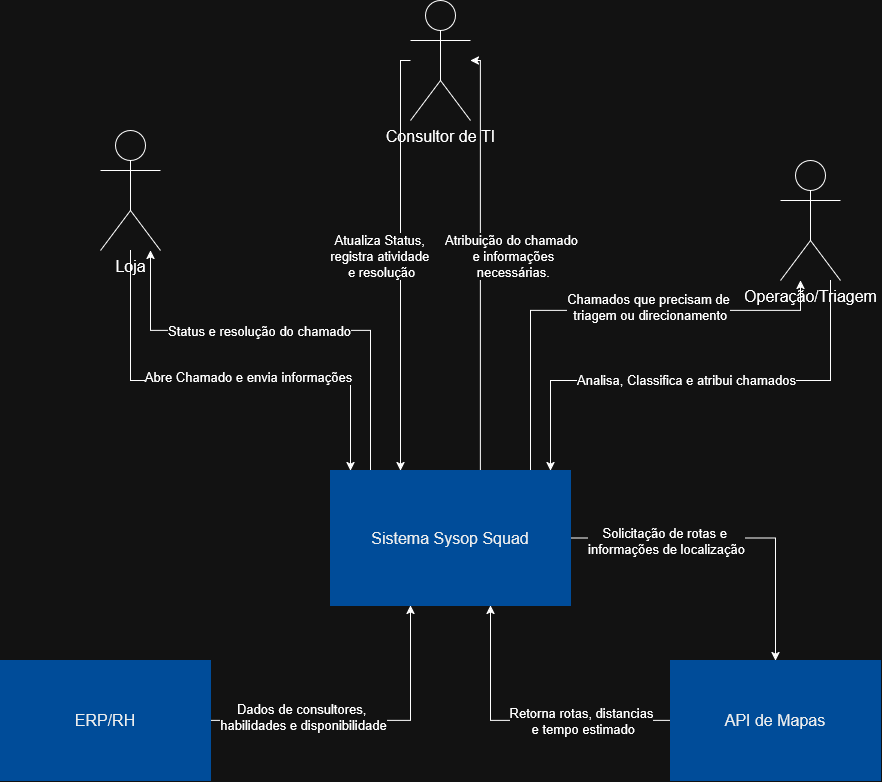 Consultor de TI
Loja
Operação/Triagem
Atualiza Status,
registra atividade
e resolução
Atribuição do chamado
e informações
necessárias.
Chamados que precisam de
triagem ou direcionamento
Status e resolução do chamado
Abre Chamado e envia informações
Analisa, Classifica e atribui chamados
Sistema Sysop Squad
Solicitação de rotas e
informações de localização
ERP/RH
Dados de consultores,
habilidades e disponibilidade
Retorna rotas, distancias
e tempo estimado
API de Mapas